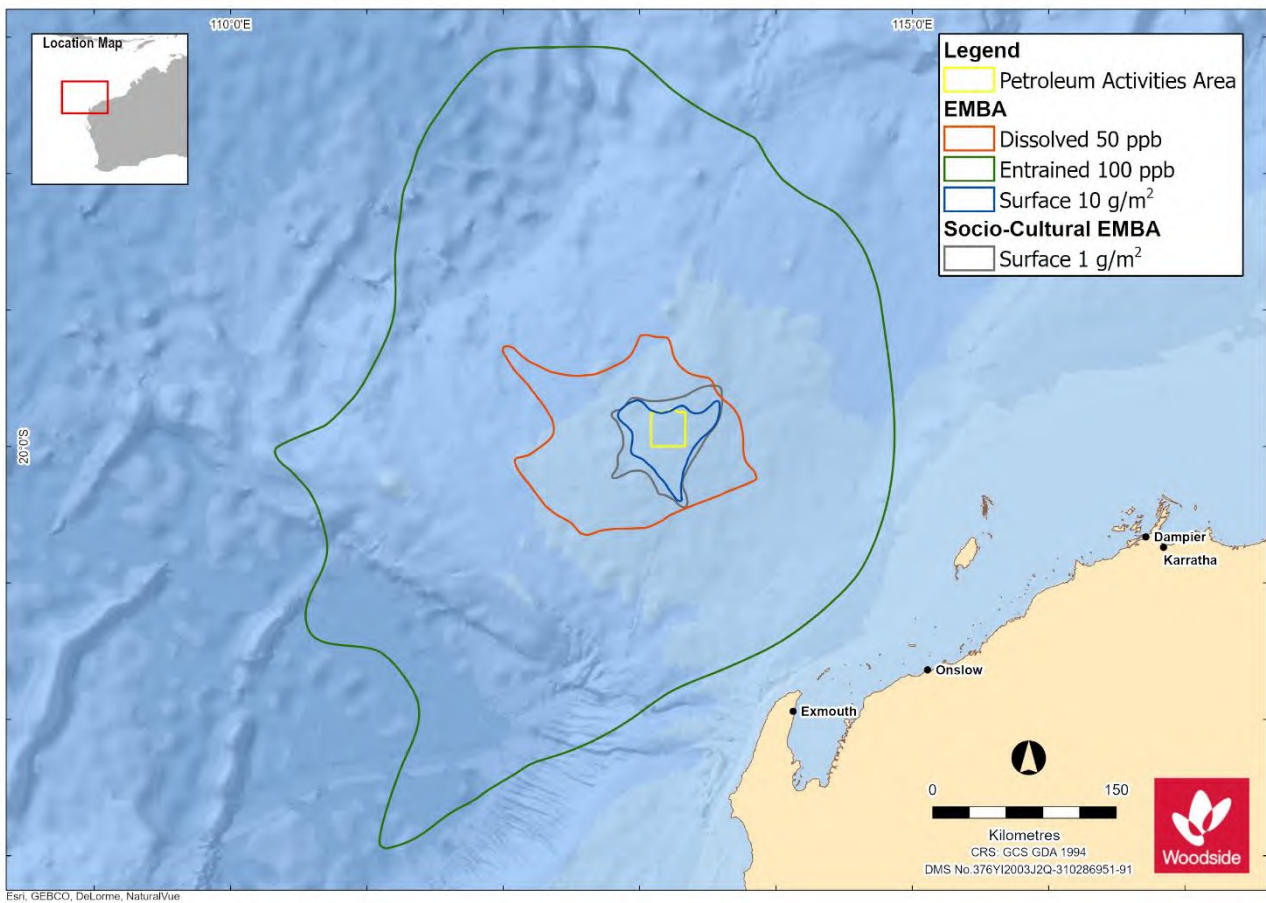 110°0'E
115°0'E
Location Map
Legend
Petroleum Activities Area
EMBA
Dissolved 50 ppb
Entrained 100 ppb
Surface 10 g/m²
Socio-Cultural EMBA
Surface 1 g/m²
20°0'S
Dampier
Karratha
Onslow
Exmouth
0 150
Kilometres
CRS: GCS GDA 1994
DMS No.376YI2003J2Q-310286951-91
Woodside
Esri, GEBCO, DeLorme, NaturalVue